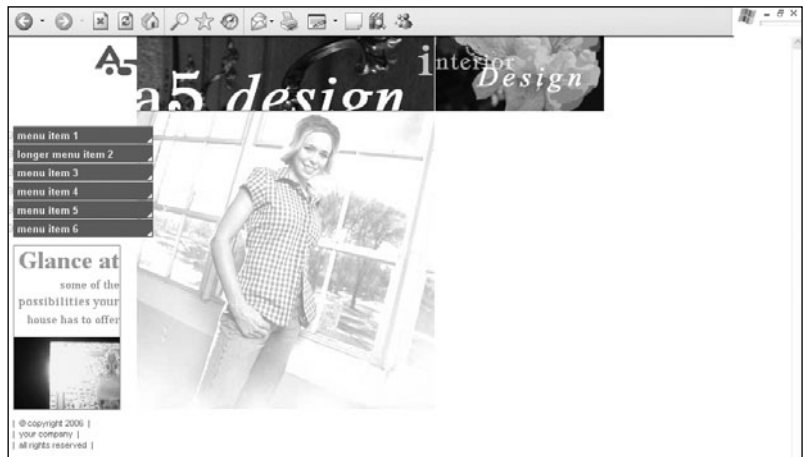 A5
a5 design
interior
Design
menu item 1
longer menu item 2
menu item 3
menu item 4
menu item 5
menu item 6
Glance at
some of the
possibilities your
house has to offer
| © copyright 2006 |
| your company |
| all rights reserved |